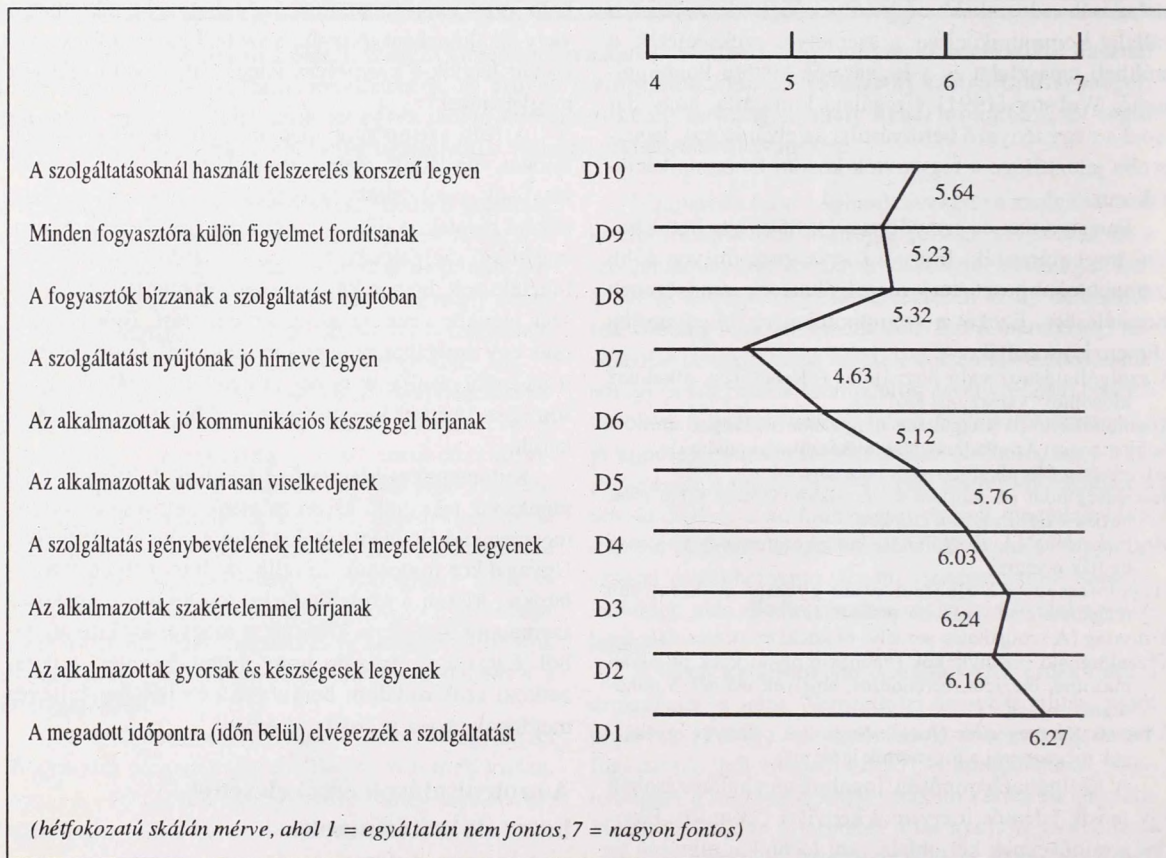 4 5 6 7
A szolgáltatásoknál használt felszerelés korszerű legyen D10
5.64
Minden fogyasztóra külön figyelmet fordítsanak D9
5.23
A fogyasztók bízzanak a szolgáltatást nyújtóban D8
5.32
A szolgáltatást nyújtónak jó hírneve legyen D7
4.63
Az alkalmazottak jó kommunikációs készséggel bírjanak D6
5.12
Az alkalmazottak udvariasan viselkedjenek D5
5.76
A szolgáltatás igénybevételének feltételei megfelelőek legyenek D4
6.03
Az alkalmazottak szakértelemmel bírjanak D3
6.24
Az alkalmazottak gyorsak és készségesek legyenek D2
6.16
A megadott időpontra (időn belül) elvégezzék a szolgáltatást D1
6.27
(hétfokozatú skálán mérve, ahol 1 = egyáltalán nem fontos, 7 = nagyon fontos)